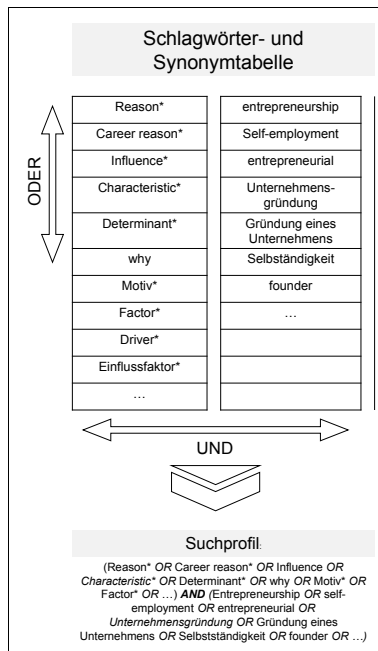 Schlagwörter- und
Synonymtabelle
ODER
Reason*
Career reason*
Influence*
Characteristic*
Determinant*
why
Motiv*
Factor*
Driver*
Einflussfaktor*
…
entrepreneurship
Self-employment
entrepreneurial
Unternehmens-
gründung
Gründung eines
Unternehmens
Selbständigkeit
founder
…
UND
Suchprofil:
(Reason* OR Career reason* OR Influence OR
Characteristic* OR Determinant* OR why OR Motiv* OR
Factor* OR …) AND (Entrepreneurship OR self-
employment OR entrepreneurial OR
Unternehmensgründung OR Gründung eines
Unternehmens OR Selbstständigkeit OR founder OR …)